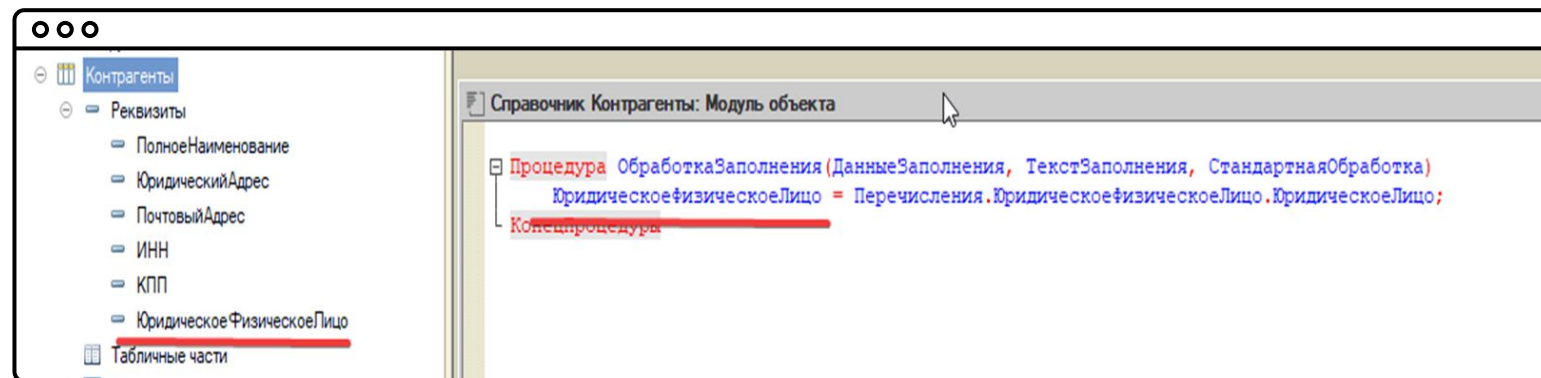 Контрагенты
Реквизиты
ПолноеНаименование
ЮридическийАдрес
ПочтовыйАдрес
ИНН
КПП
ЮридическоеФизическоеЛицо
Табличные части
Справочник Контрагенты: Модуль объекта
Процедура ОбработкаЗаполнения(ДанныеЗаполнения, ТекстЗаполнения, СтандартнаяОбработка)
ЮридическоеФизическоеЛицо = Перечисления.ЮридическоеФизическоеЛицо.ЮридическоеЛицо;
КонецПроцедуры